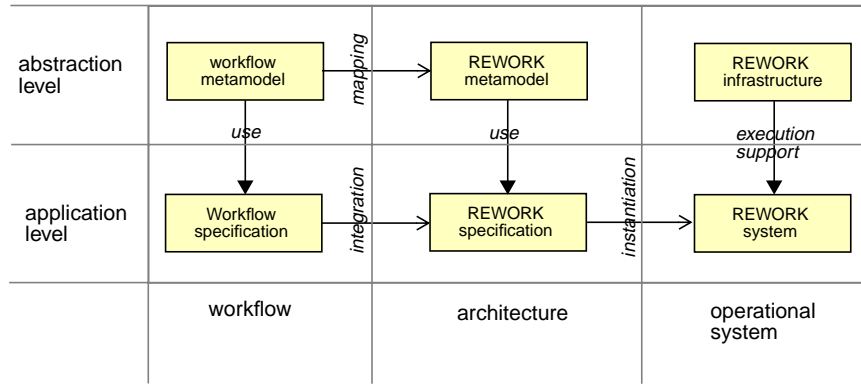 abstraction
level
workflow
metamodel
mapping
REWORK
metamodel
REWORK
infrastructure
use
use
execution
support
application
level
Workflow
specification
integration
REWORK
specification
instantiation
REWORK
system
workflow
architecture
operational
system